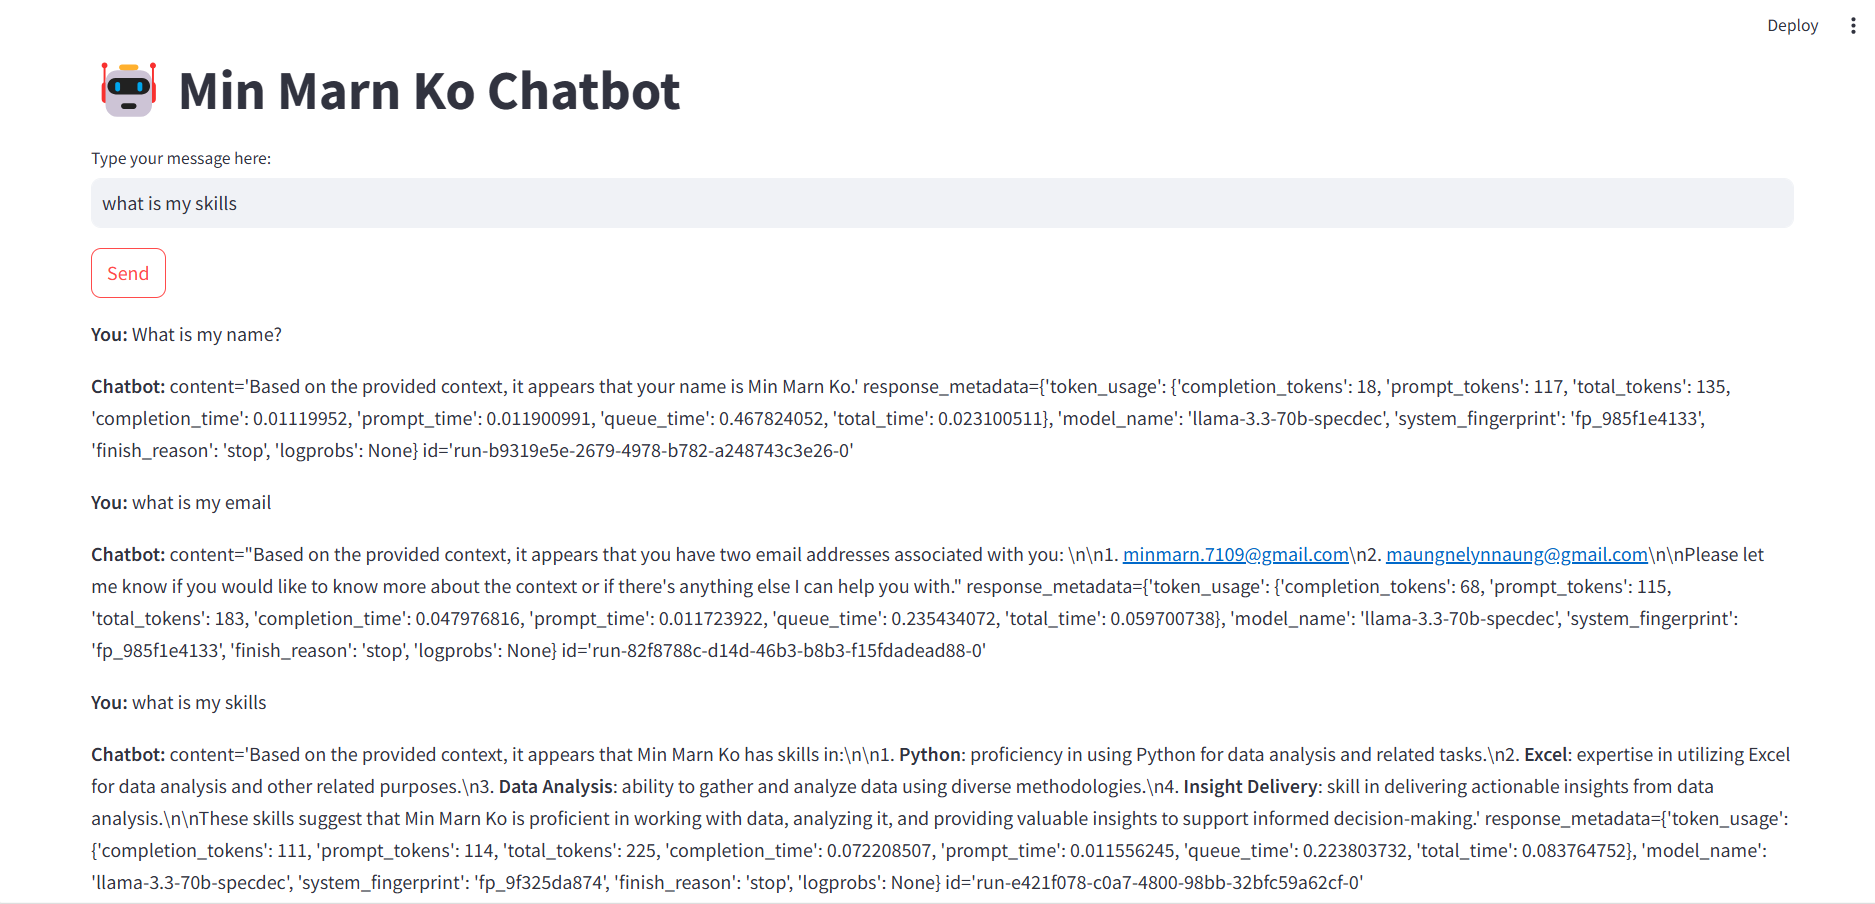 Deploy
Min Marn Ko Chatbot
Type your message here:
what is my skills
Send
You: What is my name?
Chatbot: content='Based on the provided context, it appears that your name is Min Marn Ko.' response_metadata={'token_usage': {'completion_tokens': 18, 'prompt_tokens': 117, 'total_tokens': 135,
'completion_time': 0.01119952, 'prompt_time': 0.011900991, 'queue_time': 0.467824052, 'total_time': 0.023100511}, 'model_name': 'llama-3.3-70b-specdec', 'system_fingerprint': 'fp_985f1e4133',
'finish_reason': 'stop', 'logprobs': None} id='run-b9319e5e-2679-4978-b782-a248743c3e26-0'
You: what is my email
Chatbot: content="Based on the provided context, it appears that you have two email addresses associated with you: \n\n1. minmarn.7109@gmail.com\n2. maungnelynnaung@gmail.com\n\nPlease let
me know if you would like to know more about the context or if there's anything else I can help you with." response_metadata={'token_usage': {'completion_tokens': 68, 'prompt_tokens': 115,
'total_tokens': 183, 'completion_time': 0.047976816, 'prompt_time': 0.011723922, 'queue_time': 0.235434072, 'total_time': 0.059700738}, 'model_name': 'llama-3.3-70b-specdec', 'system_fingerprint':
'fp_985f1e4133', 'finish_reason': 'stop', 'logprobs': None} id='run-82f8788c-d14d-46b3-b8b3-f15fdadead88-0'
You: what is my skills
Chatbot: content='Based on the provided context, it appears that Min Marn Ko has skills in:\n\n1. Python: proficiency in using Python for data analysis and related tasks.\n2. Excel: expertise in utilizing Excel
for data analysis and other related purposes.\n3. Data Analysis: ability to gather and analyze data using diverse methodologies.\n4. Insight Delivery: skill in delivering actionable insights from data
analysis.\n\nThese skills suggest that Min Marn Ko is proficient in working with data, analyzing it, and providing valuable insights to support informed decision-making.' response_metadata={'token_usage':
{'completion_tokens': 111, 'prompt_tokens': 114, 'total_tokens': 225, 'completion_time': 0.072208507, 'prompt_time': 0.011556245, 'queue_time': 0.223803732, 'total_time': 0.083764752}, 'model_name':
'llama-3.3-70b-specdec', 'system_fingerprint': 'fp_9f325da874', 'finish_reason': 'stop', 'logprobs': None} id='run-e421f078-c0a7-4800-98bb-32bfc59a62cf-0'